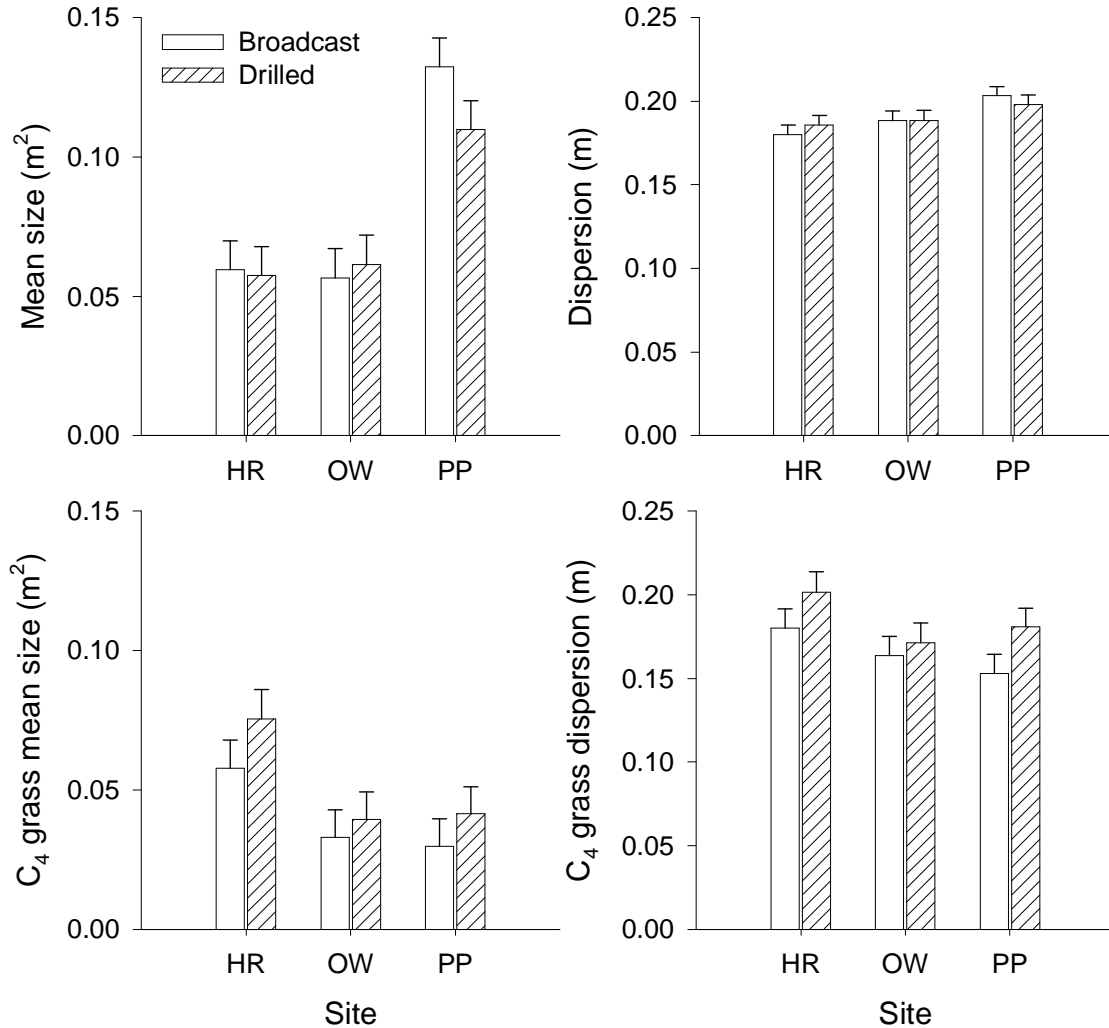 Mean size (m²)
0.15
0.10
0.05
0.00
Broadcast
Drilled
HR OW PP
Dispersion (m)
0.25
0.20
0.15
0.10
0.05
0.00
HR OW PP
C₄ grass mean size (m²)
0.15
0.10
0.05
0.00
HR OW PP
Site
C₄ grass dispersion (m)
0.25
0.20
0.15
0.10
0.05
0.00
HR OW PP
Site